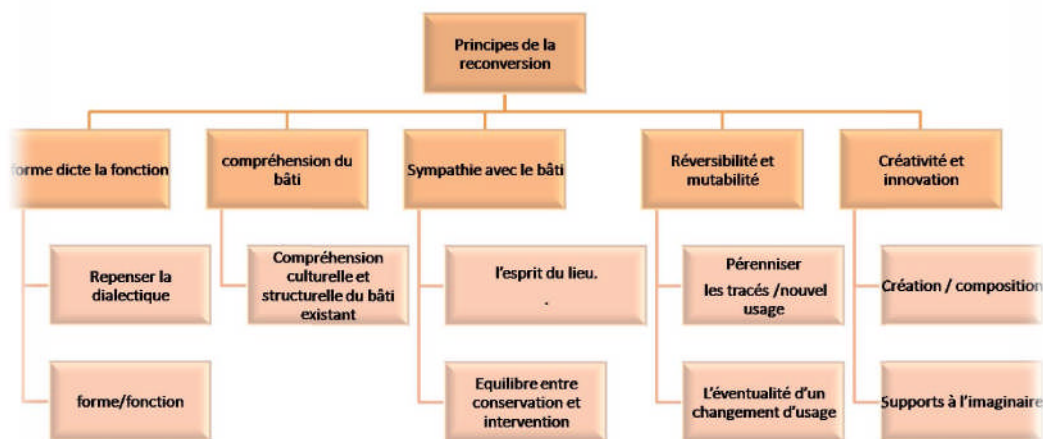 Principes de la
reconversion
forme dicte la fonction
compréhension du
bâti
Sympathie avec le bâti
Réversibilité et
mutabilité
Créativité et
innovation
Repenser la
dialectique
Compréhension
culturelle et
structurelle du bâti
existant
l'esprit du lieu.
.
Pérenniser
les tracés /nouvel
usage
Création / composition
forme/fonction
Equilibre entre
conservation et
intervention
L'éventualité d'un
changement d'usage
Supports à l'imaginaire